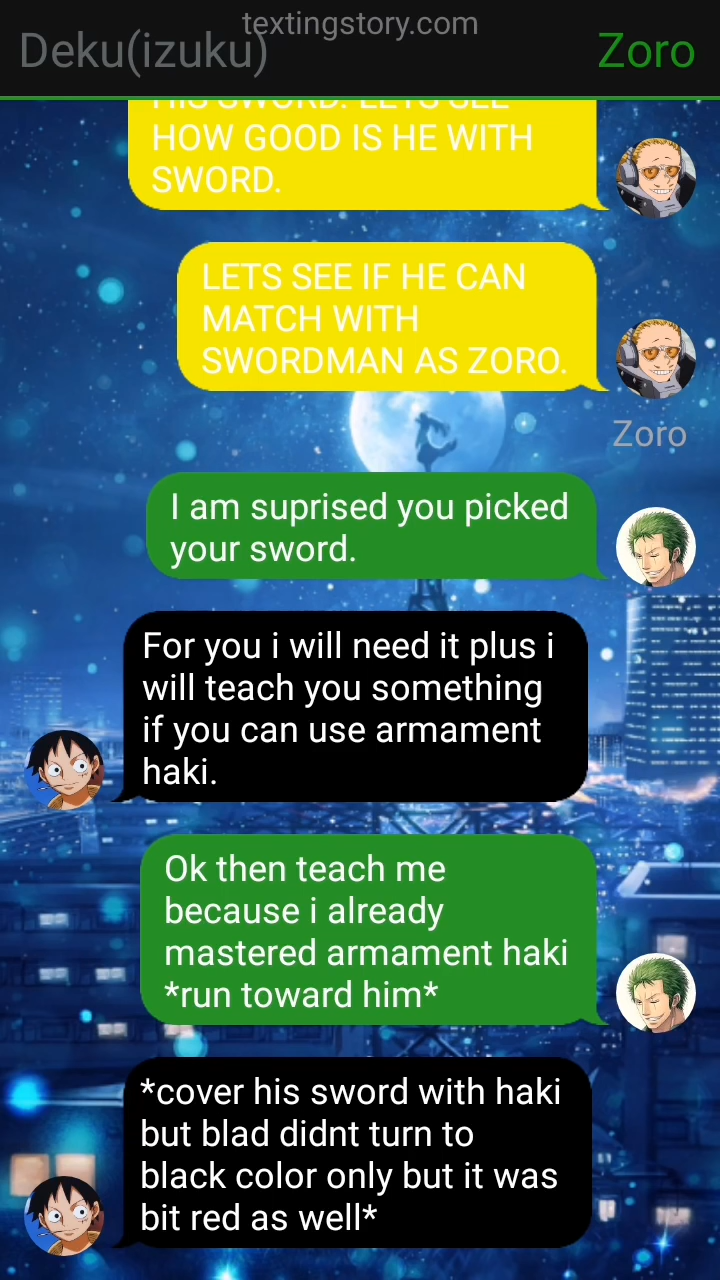 textingstory.com
Deku(izuku)
Zoro
HIS SWORD. LETS SEE
HOW GOOD IS HE WITH
SWORD.
LETS SEE IF HE CAN
MATCH WITH
SWORDMAN AS ZORO.
Zoro
I am suprised you picked
your sword.
For you i will need it plus i
will teach you something
if you can use armament
haki.
Ok then teach me
because i already
mastered armament haki
*run toward him*
*cover his sword with haki
but blad didnt turn to
black color only but it was
bit red as well*